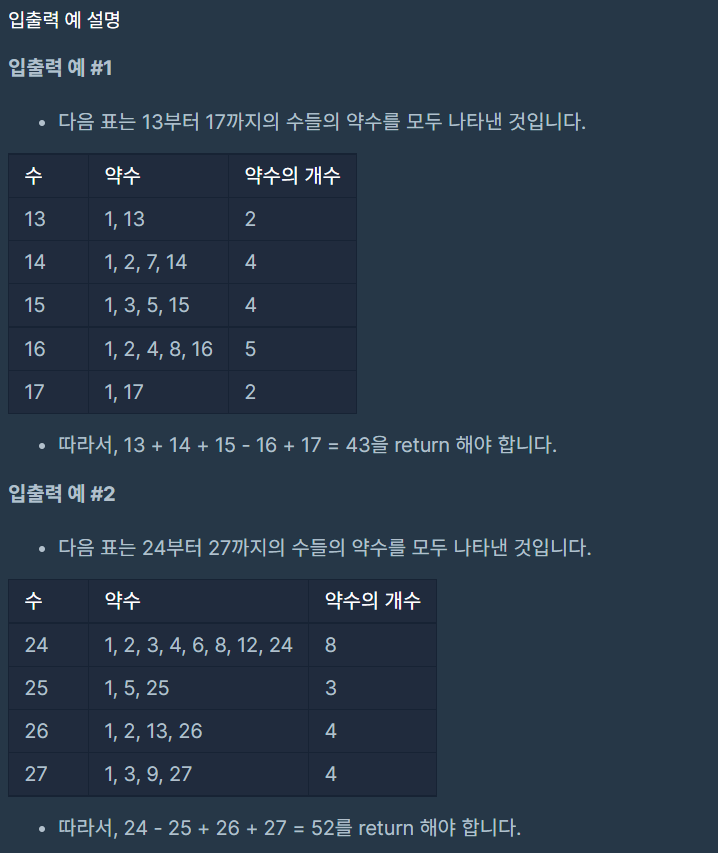 입출력 예 설명
입출력 예 #1
• 다음 표는 13부터 17까지의 수들의 약수를 모두 나타낸 것입니다.
수 약수 약수의 개수
13 1, 13 2
14 1, 2, 7, 14 4
15 1, 3, 5, 15 4
16 1, 2, 4, 8, 16 5
17 1, 17 2
• 따라서, 13 + 14 + 15 - 16 + 17 = 43을 return 해야 합니다.
입출력 예 #2
• 다음 표는 24부터 27까지의 수들의 약수를 모두 나타낸 것입니다.
수 약수 약수의 개수
24 1, 2, 3, 4, 6, 8, 12, 24 8
25 1, 5, 25 3
26 1, 2, 13, 26 4
27 1, 3, 9, 27 4
• 따라서, 24 - 25 + 26 + 27 = 52를 return 해야 합니다.